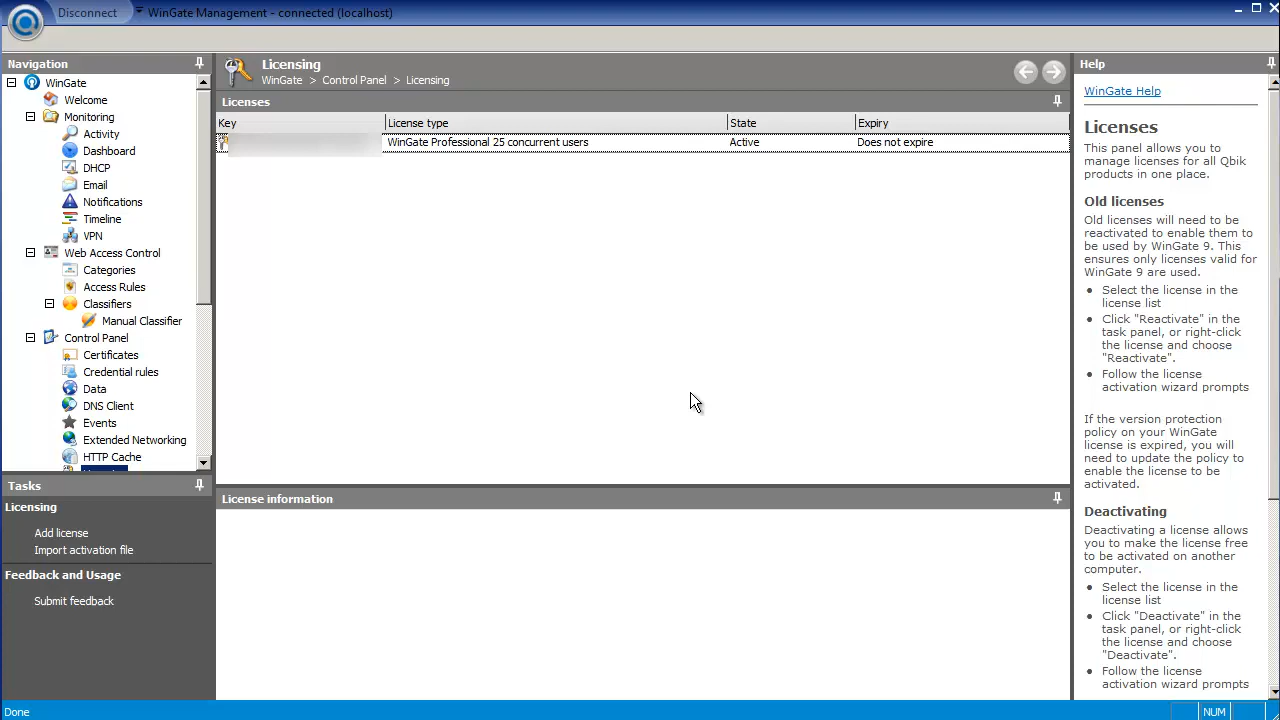 Disconnect
WinGate Management - connected (localhost)
Navigation
WinGate
Welcome
Monitoring
Activity
Dashboard
DHCP
Email
Notifications
Timeline
VPN
Web Access Control
Categories
Access Rules
Classifiers
Manual Classifier
Control Panel
Certificates
Credential rules
Data
DNS Client
Events
Extended Networking
HTTP Cache
Tasks
Licensing
Add license
Import activation file
Feedback and Usage
Submit feedback
Licensing
WinGate > Control Panel > Licensing
Licenses
Key License type State Expiry
WinGate Professional 25 concurrent users Active Does not expire
License information
Help
WinGate Help
Licenses
This panel allows you to
manage licenses for all Qbik
products in one place.
Old licenses
Old licenses will need to be
reactivated to enable them to
be used by WinGate 9. This
ensures only licenses valid for
WinGate 9 are used.
Select the license in the
license list
Click "Reactivate" in the
task panel, or right-click
the license and choose
"Reactivate".
Follow the license
activation wizard prompts
If the version protection
policy on your WinGate
license is expired, you will
need to update the policy to
enable the license to be
activated.
Deactivating
Deactivating a license allows
you to make the license free
to be activated on another
computer.
Select the license in the
license list
Click "Deactivate" in the
task panel, or right-click
the license and choose
"Deactivate".
Follow the license
activation wizard prompts
Done
NUM